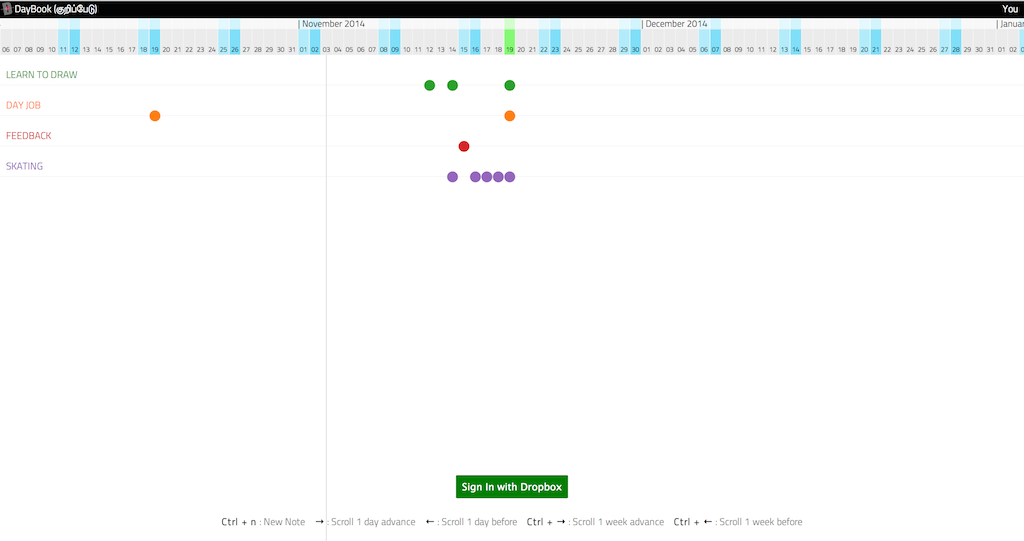 DayBook (குறிப்பேடு) You
| November 2014 | December 2014 | Januar
06 07 08 09 10 11 12 13 14 15 16 17 18 19 20 21 22 23 24 25 26 27 28 29 30 31 01 02 03 04 05 06 07 08 09 10 11 12 13 14 15 16 17 18 19 20 21 22 23 24 25 26 27 28 29 30 01 02 03 04 05 06 07 08 09 10 11 12 13 14 15 16 17 18 19 20 21 22 23 24 25 26 27 28 29 30 31 01 02
LEARN TO DRAW
DAY JOB
FEEDBACK
SKATING
Sign In with Dropbox
Ctrl + n : New Note → : Scroll 1 day advance ← : Scroll 1 day before Ctrl + → : Scroll 1 week advance Ctrl + ← : Scroll 1 week before